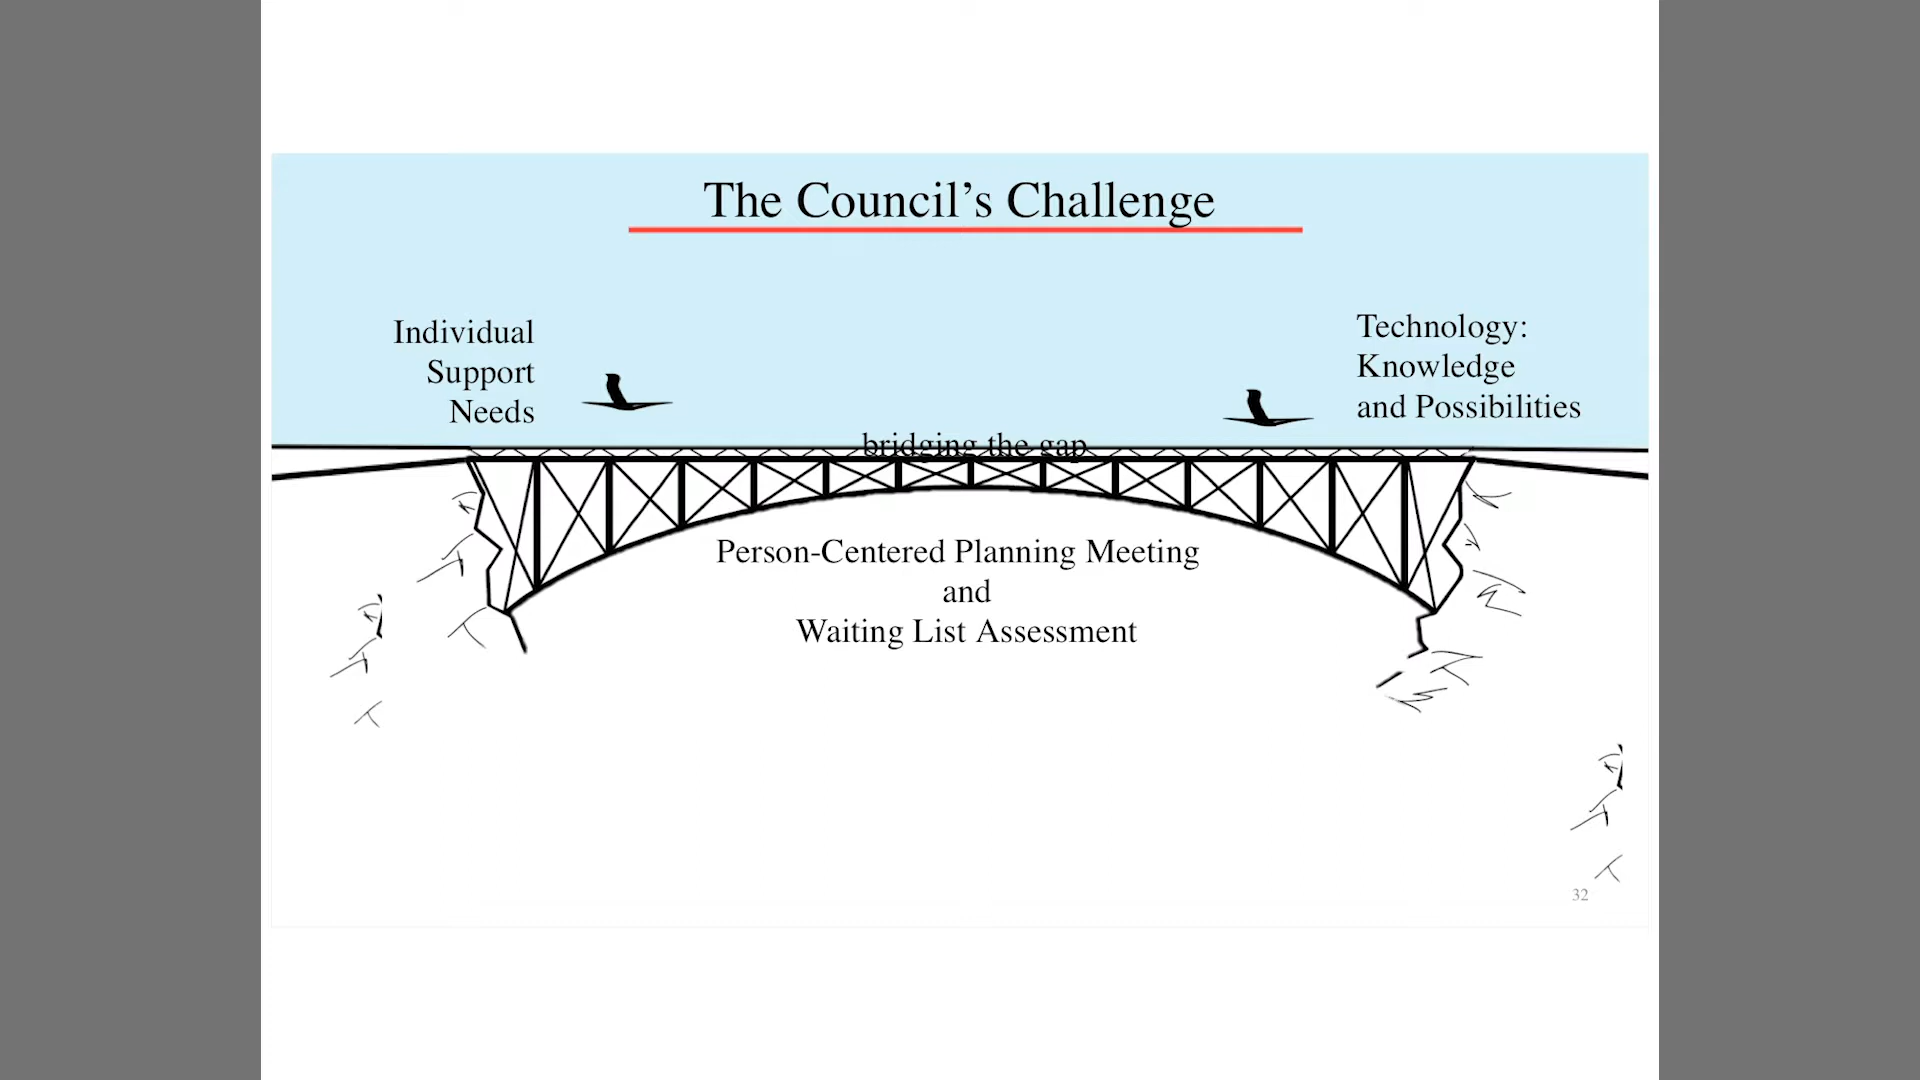 The Council’s Challenge
Individual
Support
Needs
Technology:
Knowledge
and Possibilities
bridging the gap
Person-Centered Planning Meeting
and
Waiting List Assessment
32